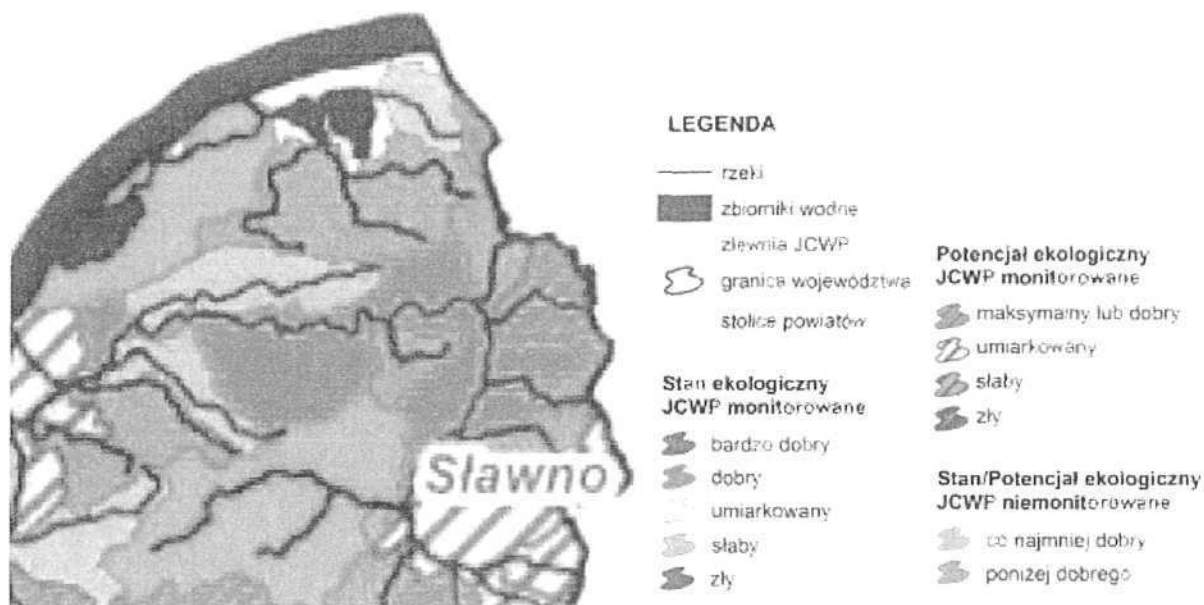 Sławno
LEGENDA
rzeki
zbiorniki wodne
zlewnia JCWP
granica województwa
stolice powiatów
Stan ekologiczny
JCWP monitorowane
bardzo dobry
dobry
umiarkowany
słaby
zły
Potencjał ekologiczny
JCWP monitorowane
maksymalny lub dobry
umiarkowany
słaby
zły
Stan/Potencjał ekologiczny
JCWP niemonitorowane
co najmniej dobry
poniżej dobrego